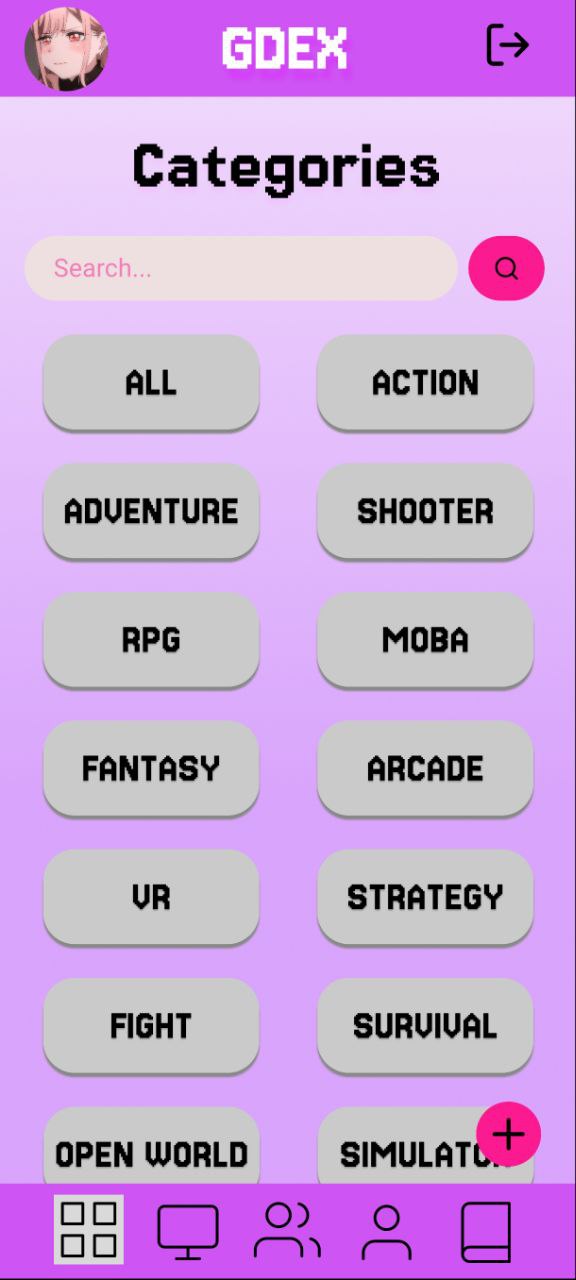 GDEX
Categories
Search...
ALL
ACTION
ADVENTURE
SHOOTER
RPG
MOBA
FANTASY
ARCADE
VR
STRATEGY
FIGHT
SURVIVAL
OPEN WORLD